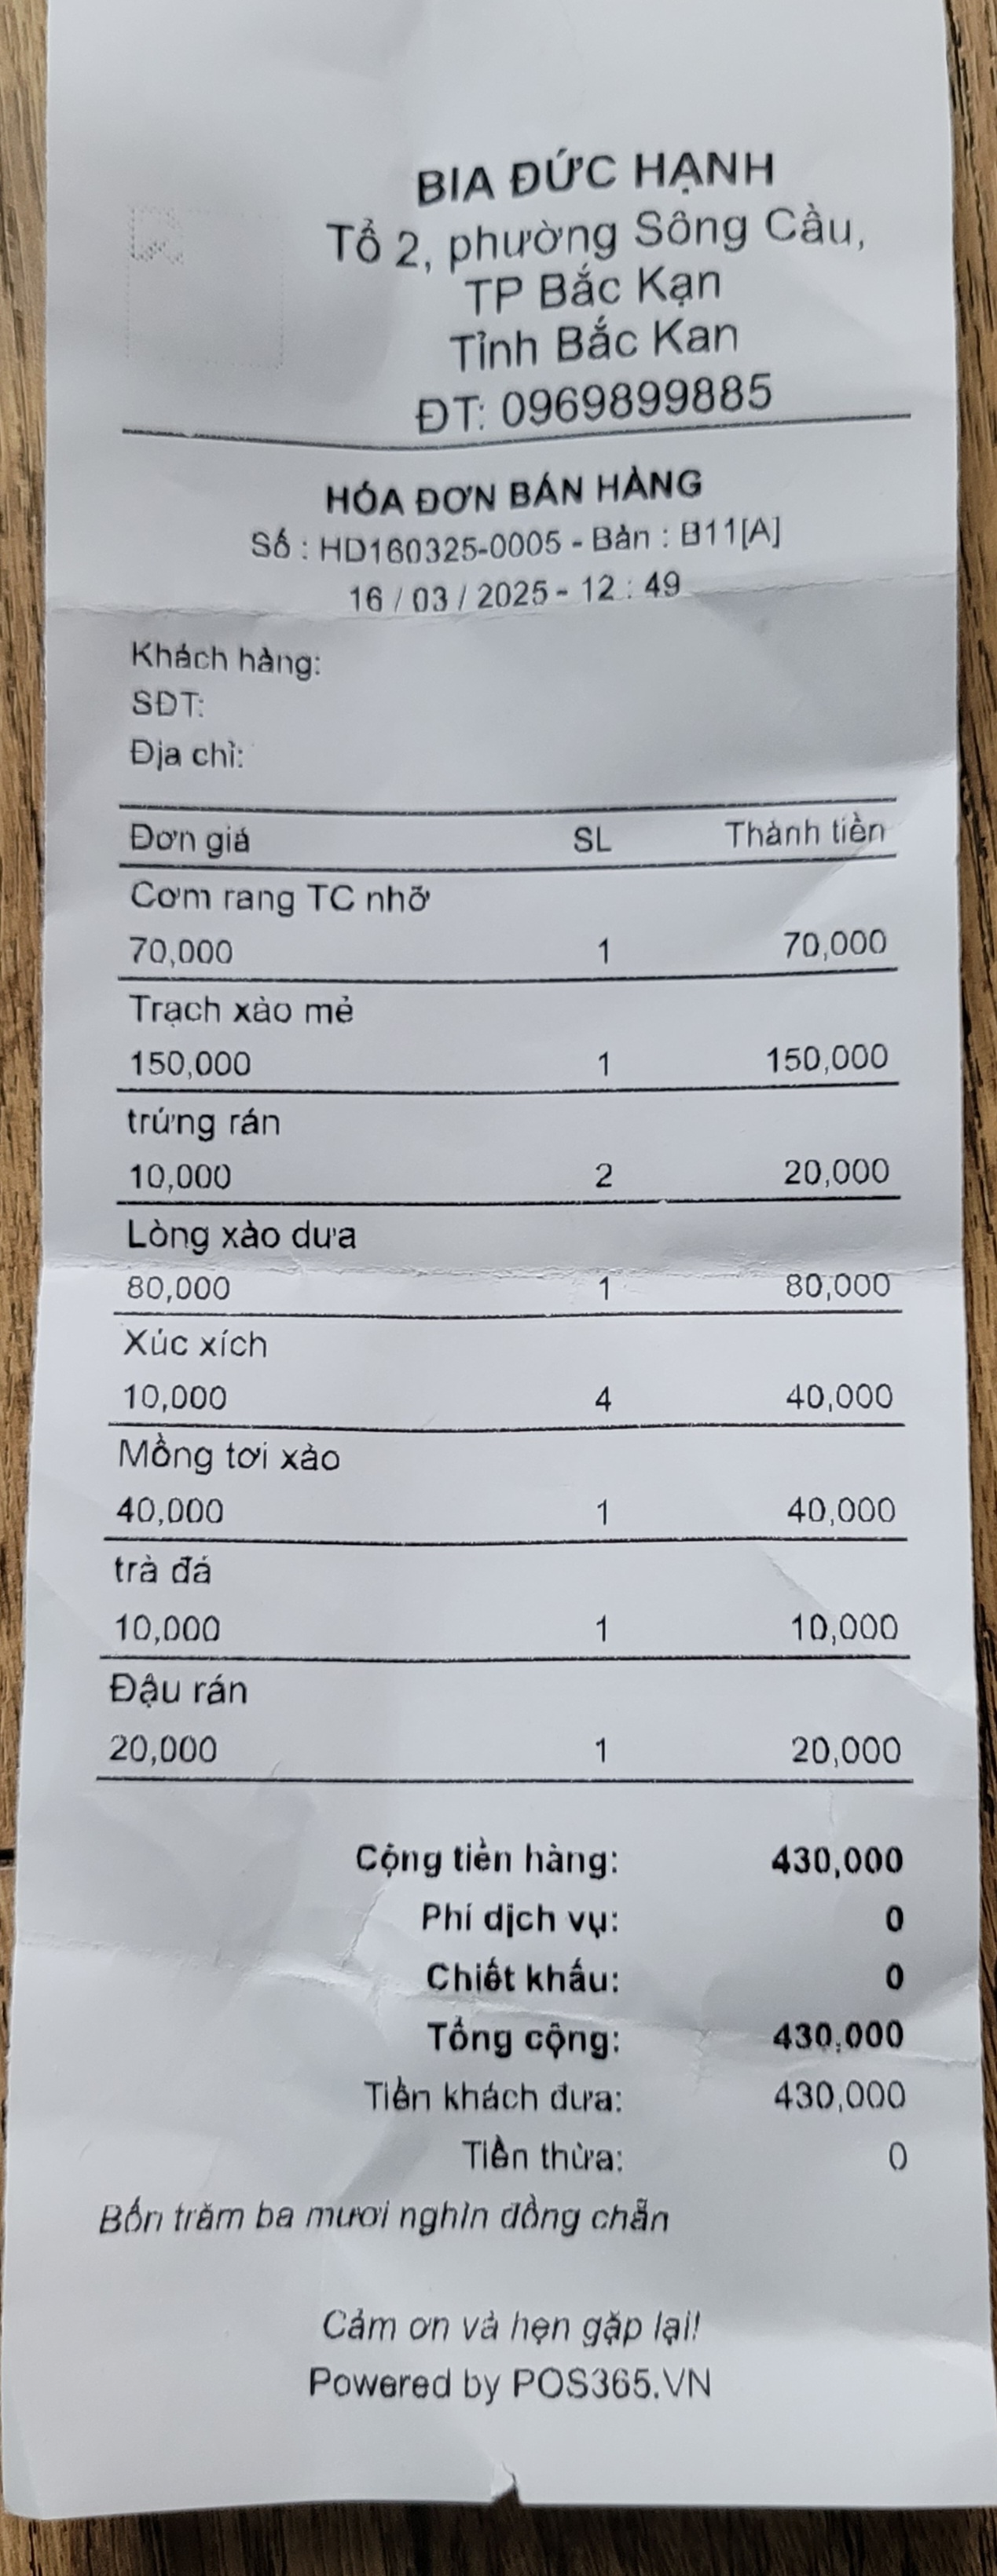 BIA ĐỨC HẠNH
Tổ 2, phường Sông Cầu,
TP Bắc Kạn
Tỉnh Bắc Kan
ĐT: 0969899885
HÓA ĐƠN BÁN HÀNG
Số : HD160325-0005 - Bàn : B11[A]
16 / 03 / 2025 - 12 : 49
Khách hàng:
SĐT:
Địa chỉ:
Đơn giá SL Thành tiền
Cơm rang TC nhỡ
70,000 1 70,000
Trạch xào mẻ
150,000 1 150,000
trứng rán
10,000 2 20,000
Lòng xào dưa
80,000 1 80,000
Xúc xích
10,000 4 40,000
Mồng tơi xào
40,000 1 40,000
trà đá
10,000 1 10,000
Đậu rán
20,000 1 20,000
Cộng tiền hàng: 430,000
Phí dịch vụ: 0
Chiết khấu: 0
Tổng cộng: 430,000
Tiền khách đưa: 430,000
Tiền thừa: 0
Bốn trăm ba mươi nghìn đồng chẵn
Cảm ơn và hẹn gặp lại!
Powered by POS365.VN